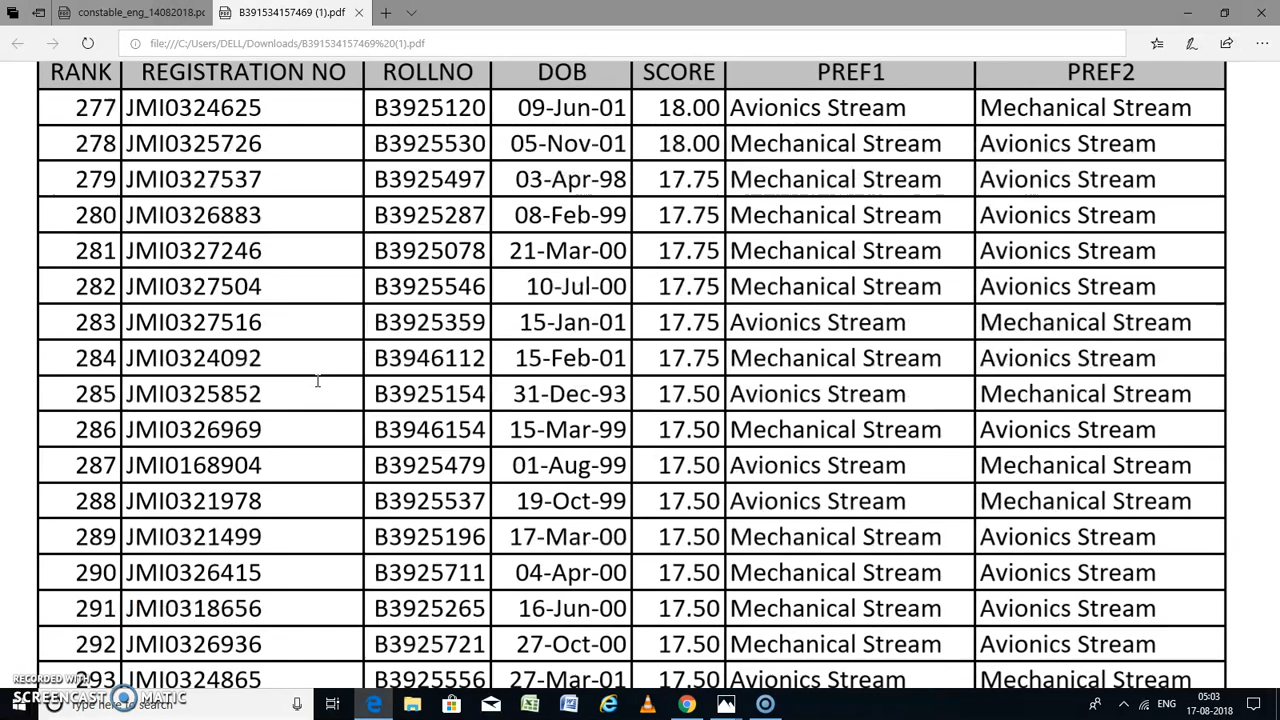 constable_eng_14082018.pc
B391534157469 (1).pdf
file:///C:/Users/DELL/Downloads/B391534157469%20(1).pdf
RANK REGISTRATION NO ROLLNO DOB SCORE PREF1 PREF2
277 JMI0324625 B3925120 09-Jun-01 18.00 Avionics Stream Mechanical Stream
278 JMI0325726 B3925530 05-Nov-01 18.00 Mechanical Stream Avionics Stream
279 JMI0327537 B3925497 03-Apr-98 17.75 Mechanical Stream Avionics Stream
280 JMI0326883 B3925287 08-Feb-99 17.75 Mechanical Stream Avionics Stream
281 JMI0327246 B3925078 21-Mar-00 17.75 Mechanical Stream Avionics Stream
282 JMI0327504 B3925546 10-Jul-00 17.75 Mechanical Stream Avionics Stream
283 JMI0327516 B3925359 15-Jan-01 17.75 Avionics Stream Mechanical Stream
284 JMI0324092 B3946112 15-Feb-01 17.75 Mechanical Stream Avionics Stream
285 JMI0325852 B3925154 31-Dec-93 17.50 Avionics Stream Mechanical Stream
286 JMI0326969 B3946154 15-Mar-99 17.50 Mechanical Stream Avionics Stream
287 JMI0168904 B3925479 01-Aug-99 17.50 Avionics Stream Mechanical Stream
288 JMI0321978 B3925537 19-Oct-99 17.50 Avionics Stream Mechanical Stream
289 JMI0321499 B3925196 17-Mar-00 17.50 Mechanical Stream Avionics Stream
290 JMI0326415 B3925711 04-Apr-00 17.50 Mechanical Stream Avionics Stream
291 JMI0318656 B3925265 16-Jun-00 17.50 Mechanical Stream Avionics Stream
292 JMI0326936 B3925721 27-Oct-00 17.50 Mechanical Stream Avionics Stream
293 JMI0324865 B3925556 27-Mar-01 17.50 Avionics Stream Mechanical Stream
RECORDED WITH
SCREENCAST MATIC
Type here to search
ENG
05:03
17-08-2018